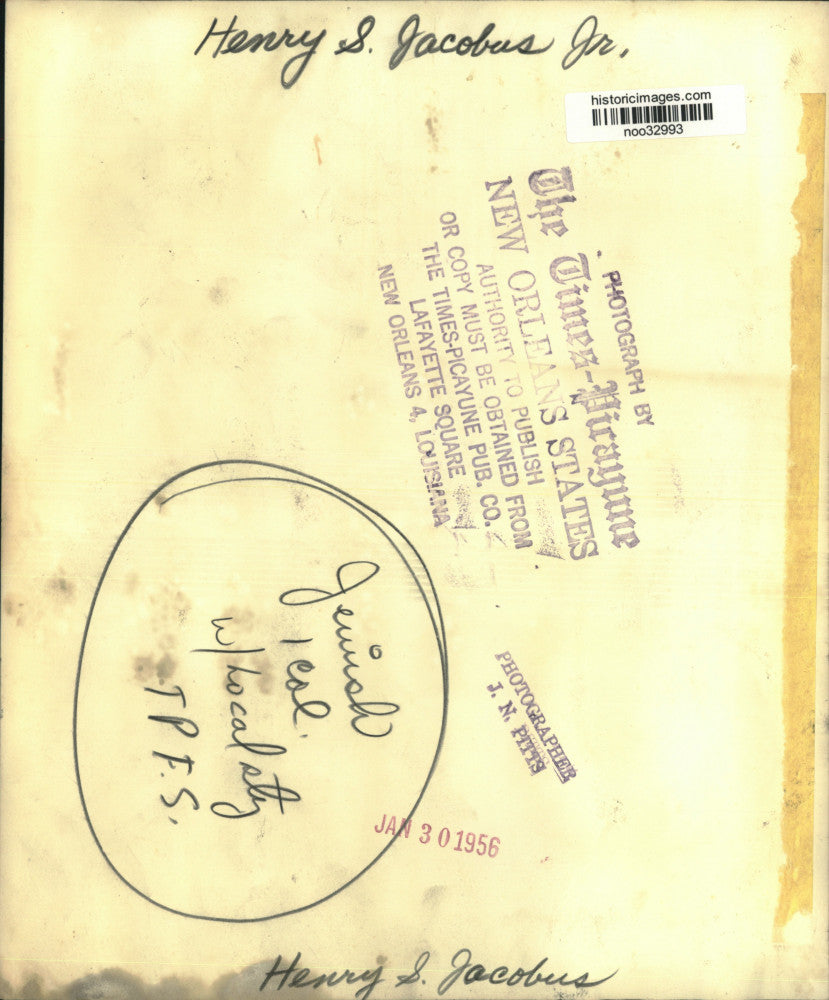 Henry S. Jacobus Jr.
historicimages.com
noo32993
PHOTOGRAPH BY
The Times-Picayune
NEW ORLEANS STATES
AUTHORITY TO PUBLISH
OR COPY MUST BE OBTAINED FROM
THE TIMES-PICAYUNE PUB. CO.
LAFAYETTE SQUARE
NEW ORLEANS 4, LOUISIANA
Jewish
1 col.
w/ Local sty
T P F.S.
PHOTOGRAPHER
J. N. PITTS
JAN 30 1956
Henry S. Jacobus